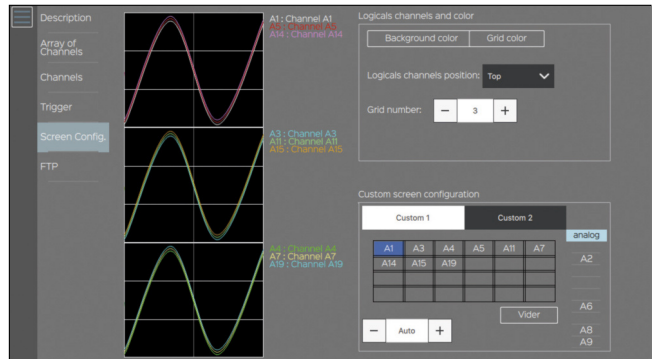 Description
Array of
Channels
Channels
Trigger
Screen Config.
FTP
A1 : Channel A1
A5 : Channel A5
A14 : Channel A14
A3 : Channel A3
A11 : Channel A11
A15 : Channel A15
A4 : Channel A4
A7 : Channel A7
A19 : Channel A19
Logicals channels and color
Background color Grid color
Logicals channels position: Top
Grid number: − 3 +
Custom screen configuration
Custom 1 Custom 2
analog
A1 A3 A4 A5 A11 A7
A14 A15 A19
A2
A6
A8
A9
Vider
− Auto +